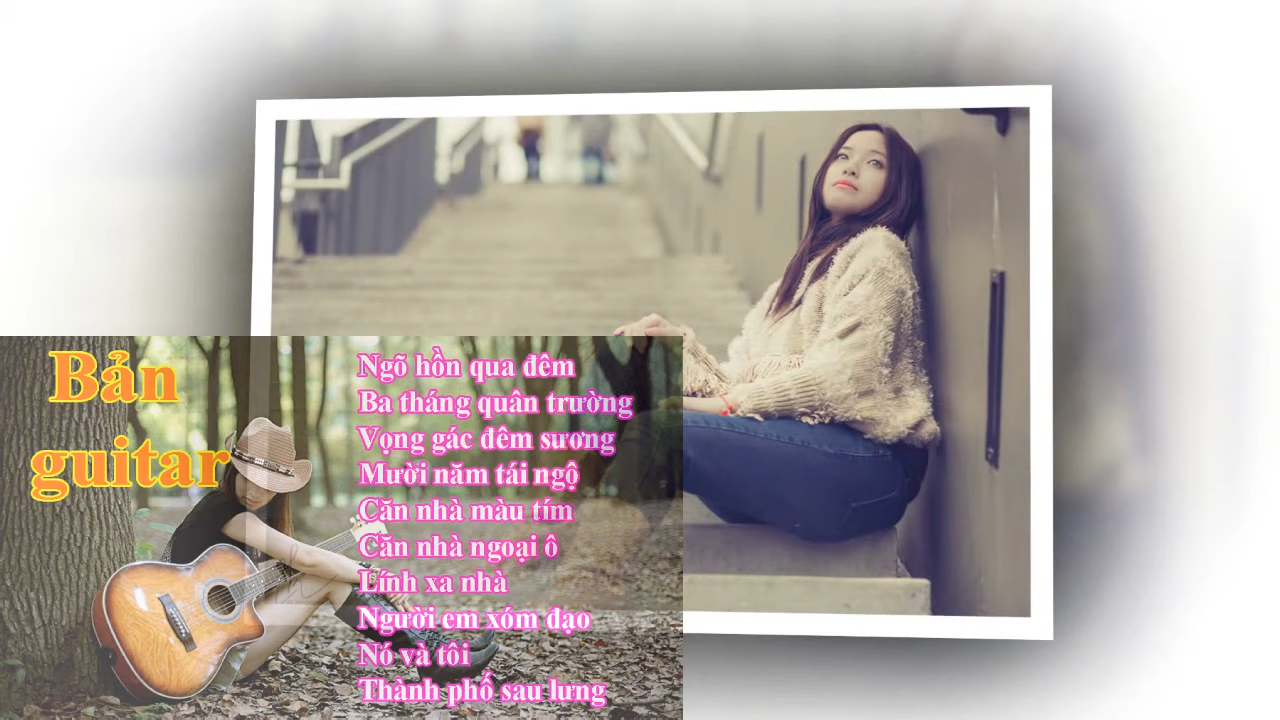 Bản
guitar
Ngõ hồn qua đêm
Ba tháng quân trường
Vọng gác đêm sương
Mười năm tái ngộ
Căn nhà màu tím
Căn nhà ngoại ô
Lính xa nhà
Người em xóm đạo
Nó và tôi
Thành phố sau lưng